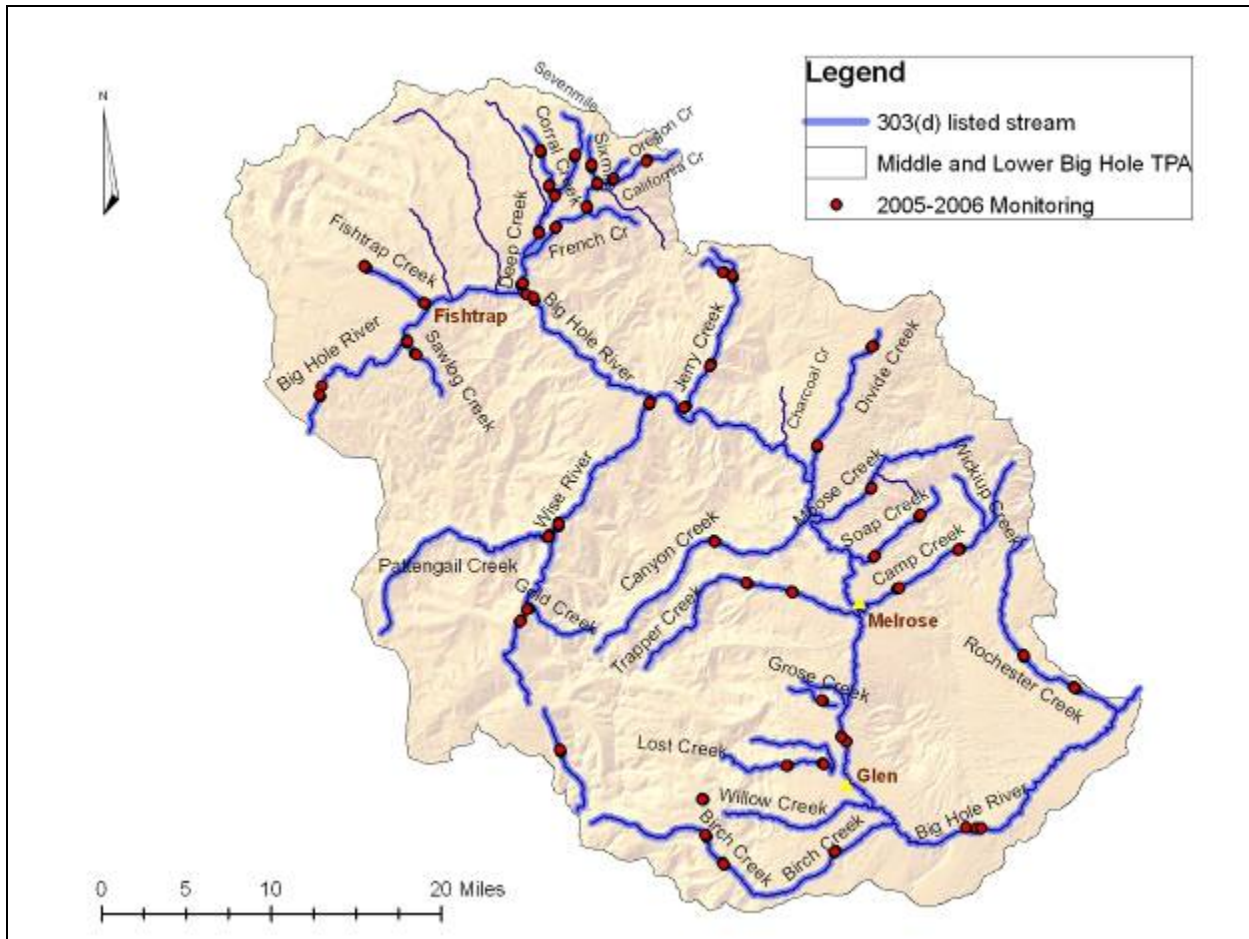 N
Legend
303(d) listed stream
Middle and Lower Big Hole TPA
2005-2006 Monitoring
Sevenmile
Corral Creek
Sixm
Oregon Cr
California Cr
Deep Creek
French Cr
Fishtrap Creek
Fishtrap
Big Hole River
Sawlog Creek
Big Hole River
Jerry Creek
Charcoal Cr
Divide Creek
Wise River
Moose Creek
Wickiup Creek
Soap Creek
Camp Creek
Canyon Creek
Pattengail Creek
Gold Creek
Trapper Creek
Melrose
Rochester Creek
Grose Creek
Lost Creek
Glen
Willow Creek
Birch Creek
Birch Creek
Big Hole River
0 5 10 20 Miles